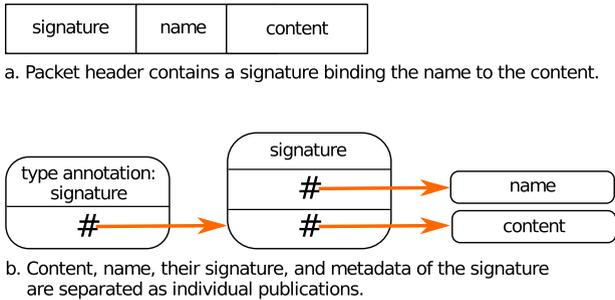 signature name content
a. Packet header contains a signature binding the name to the content.
signature
type annotation:
signature
# name
# # content
b. Content, name, their signature, and metadata of the signature
are separated as individual publications.